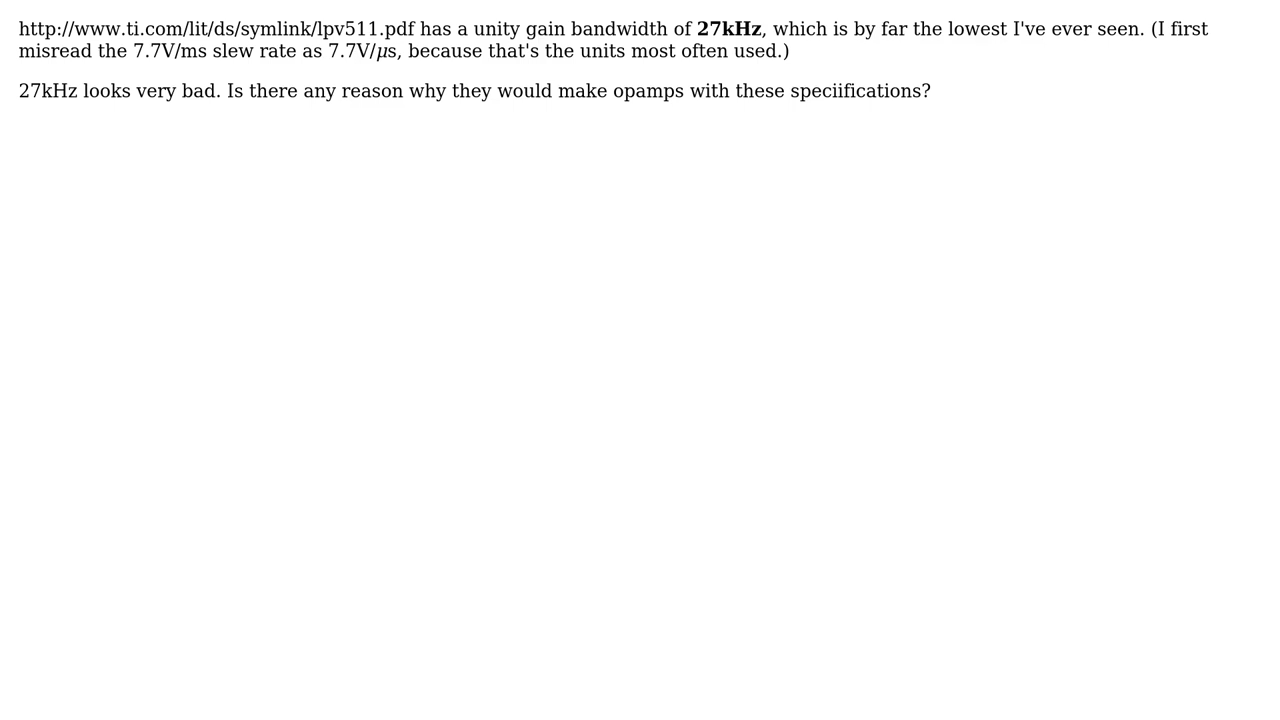 http://www.ti.com/lit/ds/symlink/lpv511.pdf has a unity gain bandwidth of 27kHz, which is by far the lowest I've ever seen. (I first
misread the 7.7V/ms slew rate as 7.7V/μs, because that's the units most often used.)
27kHz looks very bad. Is there any reason why they would make opamps with these speciifications?